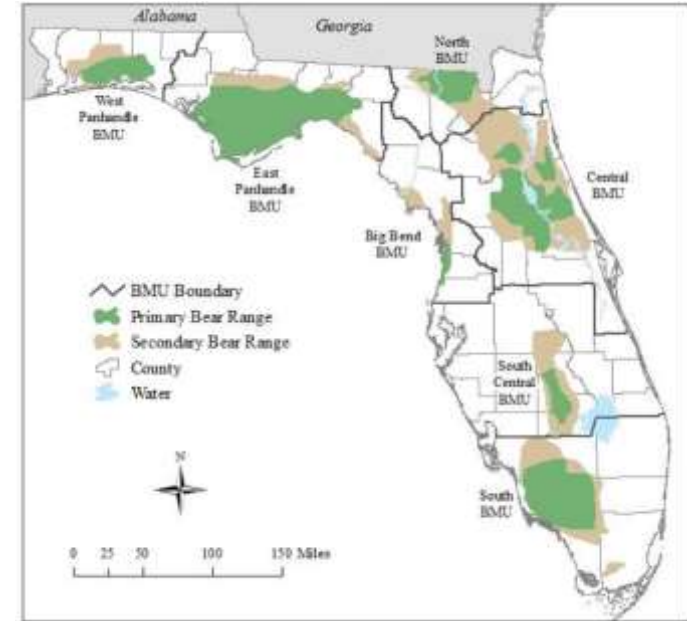 Alabama
Georgia
North
BMU
West
Panhandle
BMU
East
Panhandle
BMU
Central
BMU
Big Bend
BMU
BMU Boundary
Primary Bear Range
Secondary Bear Range
County
Water
South
Central
BMU
N
South
BMU
0 25 50 100 150 Miles